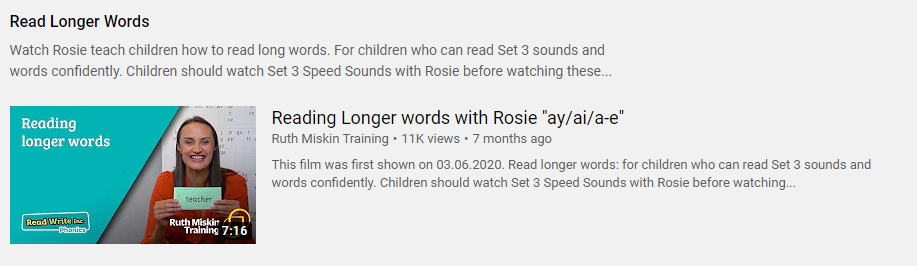 Read Longer Words
Watch Rosie teach children how to read long words. For children who can read Set 3 sounds and
words confidently. Children should watch Set 3 Speed Sounds with Rosie before watching these...
Reading
longer words
teacher
Read Write Inc.
Phonics
Ruth Miskin
Training
7:16
Reading Longer words with Rosie "ay/ai/a-e"
Ruth Miskin Training • 11K views • 7 months ago
This film was first shown on 03.06.2020. Read longer words: for children who can read Set 3 sounds and
words confidently. Children should watch Set 3 Speed Sounds with Rosie before watching...